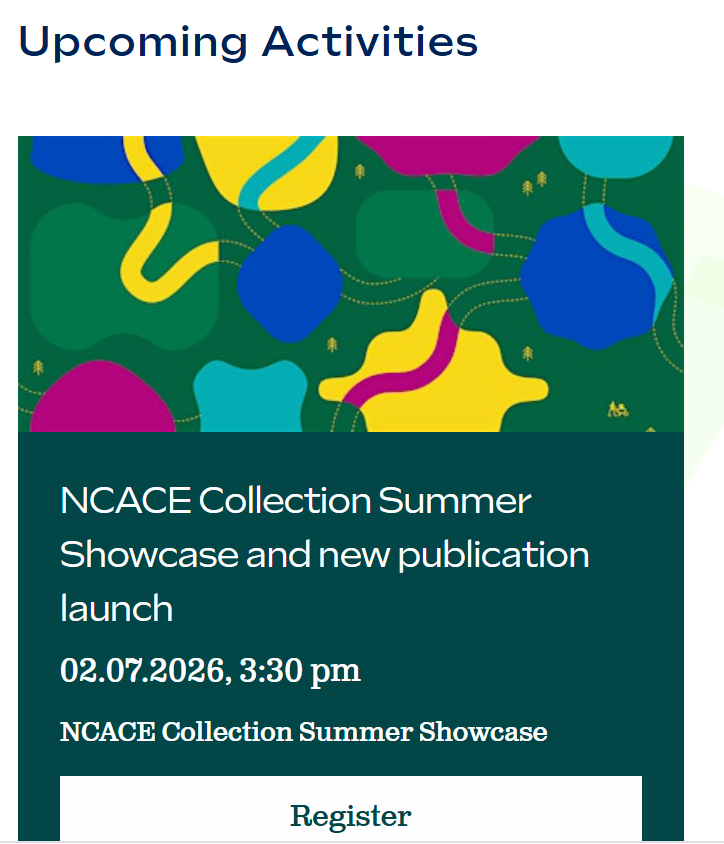 Upcoming Activities
NCACE Collection Summer
Showcase and new publication
launch
02.07.2026, 3:30 pm
NCACE Collection Summer Showcase
Register